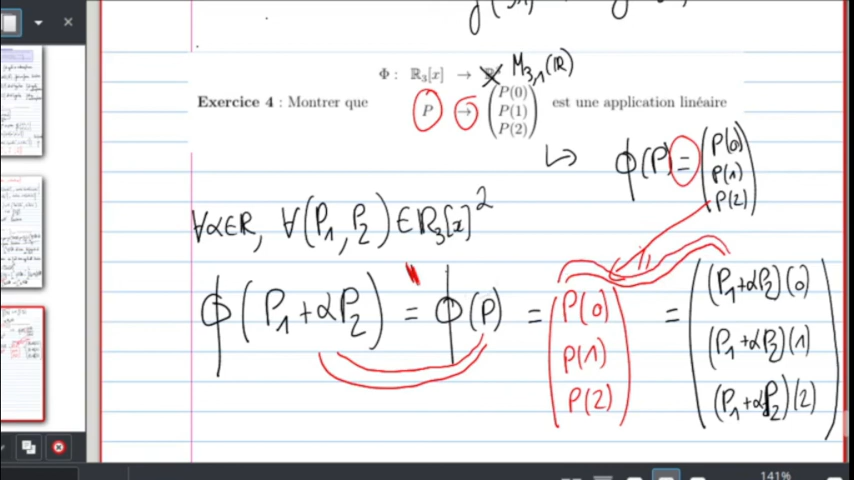 Φ : ℝ₃[x] → M₃,₁(ℝ)
Exercice 4 : Montrer que P → (P(0) P(1) P(2)) est une application linéaire
↳ ϕ(P) = (P(0) P(1) P(2))
∀α∈ℝ, ∀(P₁, P₂) ∈ ℝ₃[x]²
ϕ(P₁+αP₂) = ϕ(P) = (P(0) P(1) P(2)) = ((P₁+αP₂)(0) (P₁+αP₂)(1) (P₁+αP₂)(2))
141%